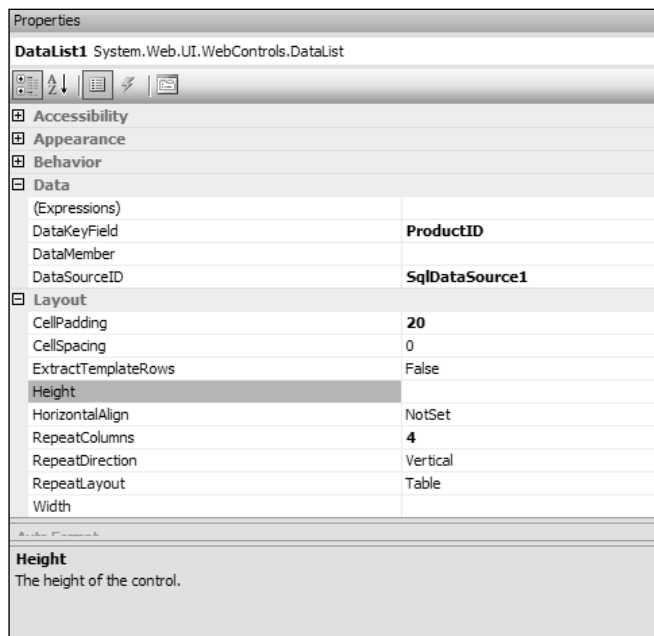 Properties
DataList1 System.Web.UI.WebControls.DataList
Accessibility
Appearance
Behavior
Data
(Expressions)
DataKeyField ProductID
DataMember
DataSourceID SqlDataSource1
Layout
CellPadding 20
CellSpacing 0
ExtractTemplateRows False
Height
HorizontalAlign NotSet
RepeatColumns 4
RepeatDirection Vertical
RepeatLayout Table
Width
Height
The height of the control.